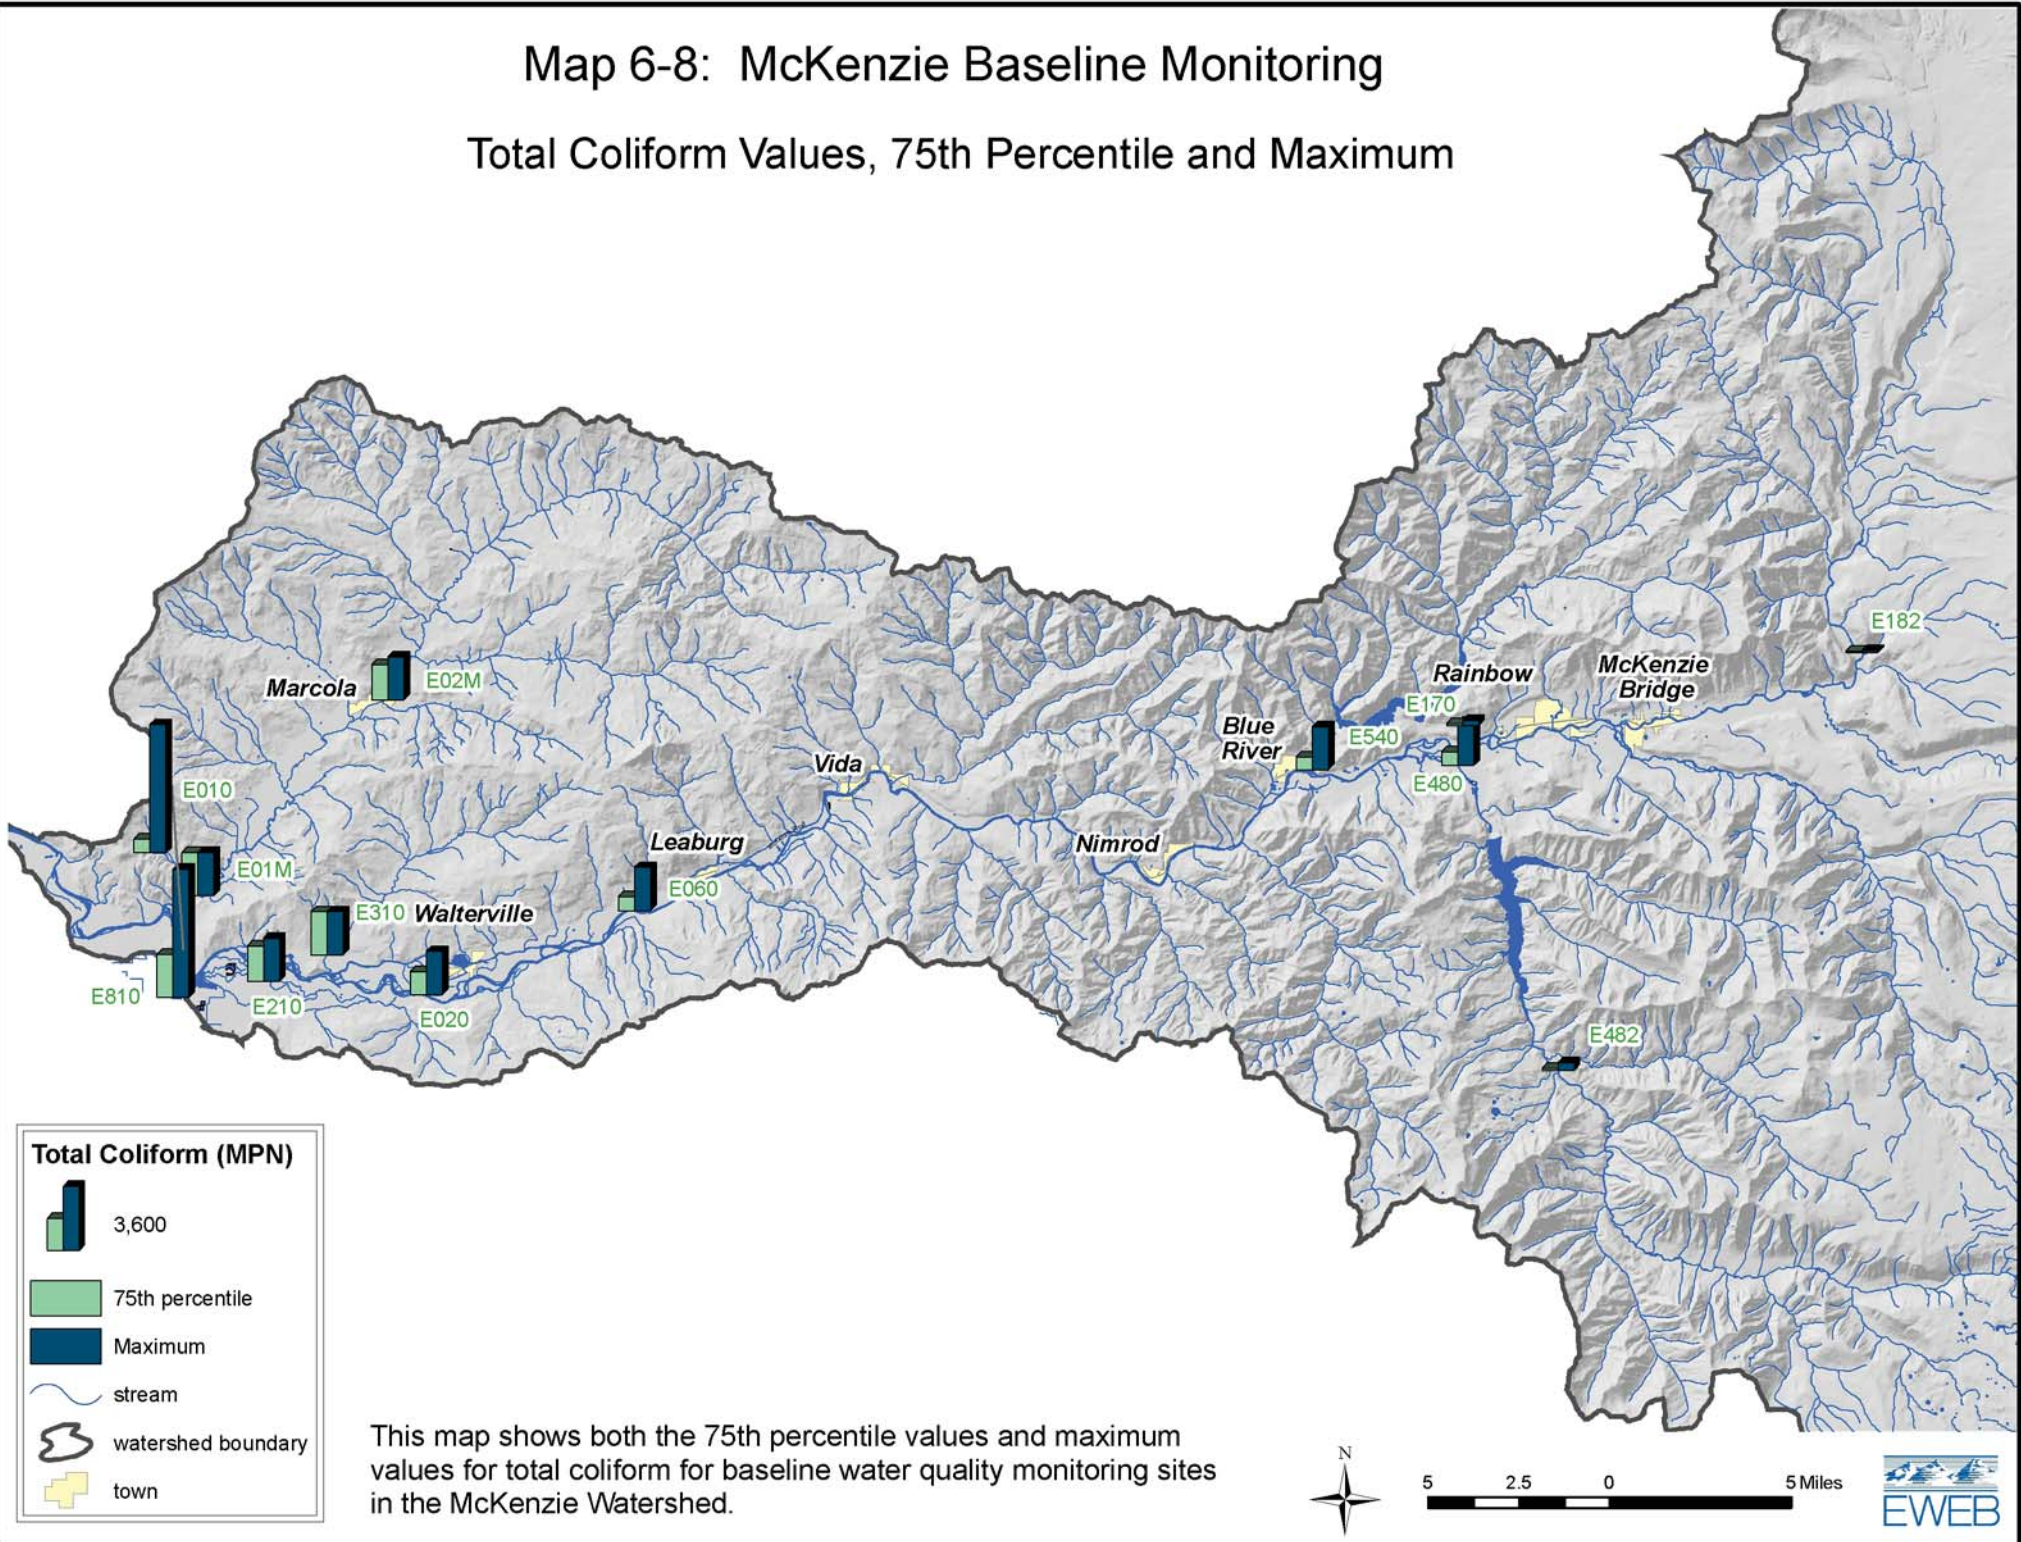 Map 6-8: McKenzie Baseline Monitoring
Total Coliform Values, 75th Percentile and Maximum
E182
McKenzie
Bridge
Rainbow
E170
Marcola
E02M
Blue
River
E540
Vida
E480
E010
Leaburg
Nimrod
E01M
E060
E310
Walterville
E810
E210
E020
E482
Total Coliform (MPN)
3,600
75th percentile
Maximum
stream
watershed boundary
town
This map shows both the 75th percentile values and maximum
values for total coliform for baseline water quality monitoring sites
in the McKenzie Watershed.
N
5 2.5 0 5 Miles
EWEB